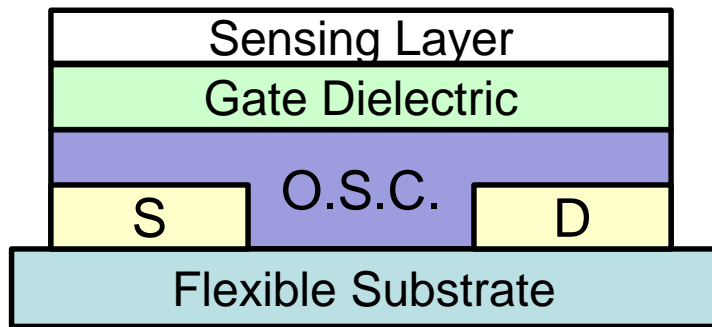 Sensing Layer
Gate Dielectric
O.S.C.
S
D
Flexible Substrate